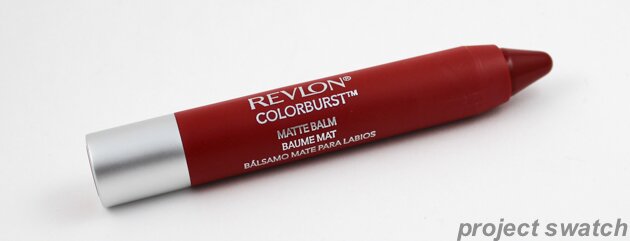 REVLON®
COLORBURST™
MATTE BALM
BAUME MAT
BÁLSAMO MATE PARA LABIOS
project swatch